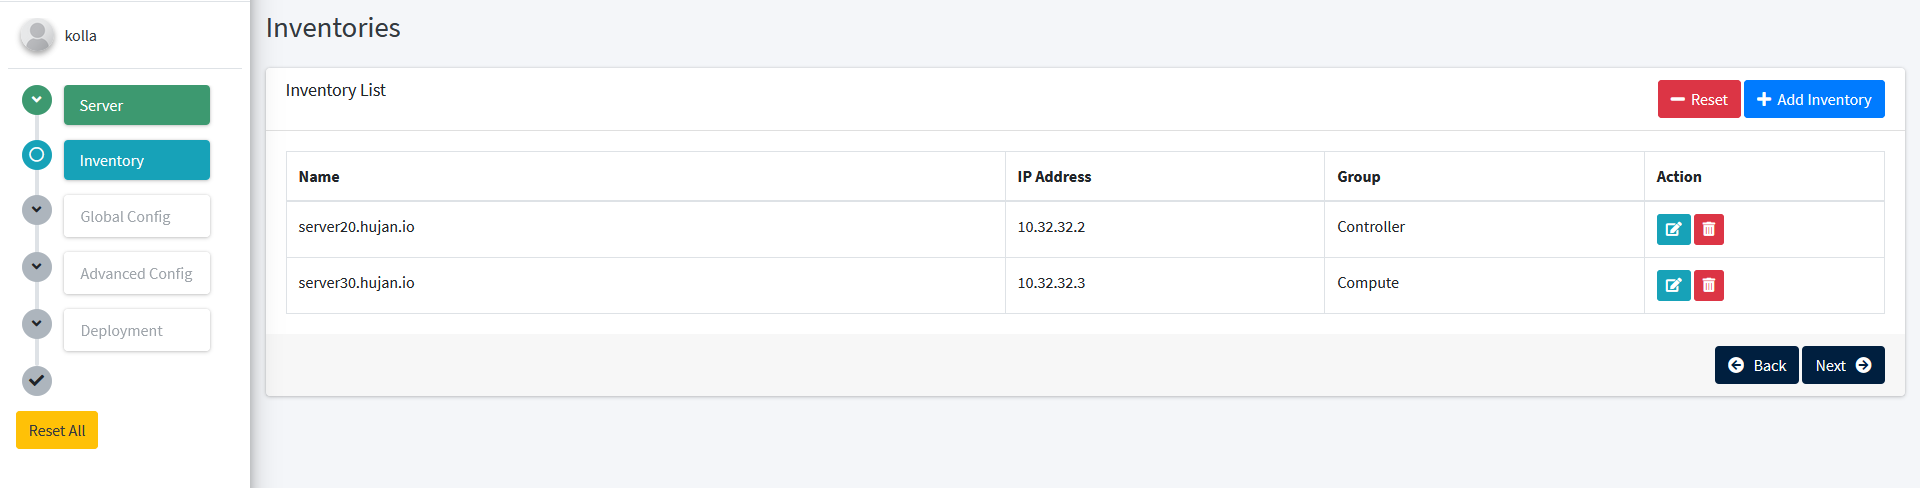 kolla
Server
Inventory
Global Config
Advanced Config
Deployment
Reset All
Inventories
Inventory List
Reset Add Inventory
Name IP Address Group Action
server20.hujan.io 10.32.32.2 Controller
server30.hujan.io 10.32.32.3 Compute
Back Next